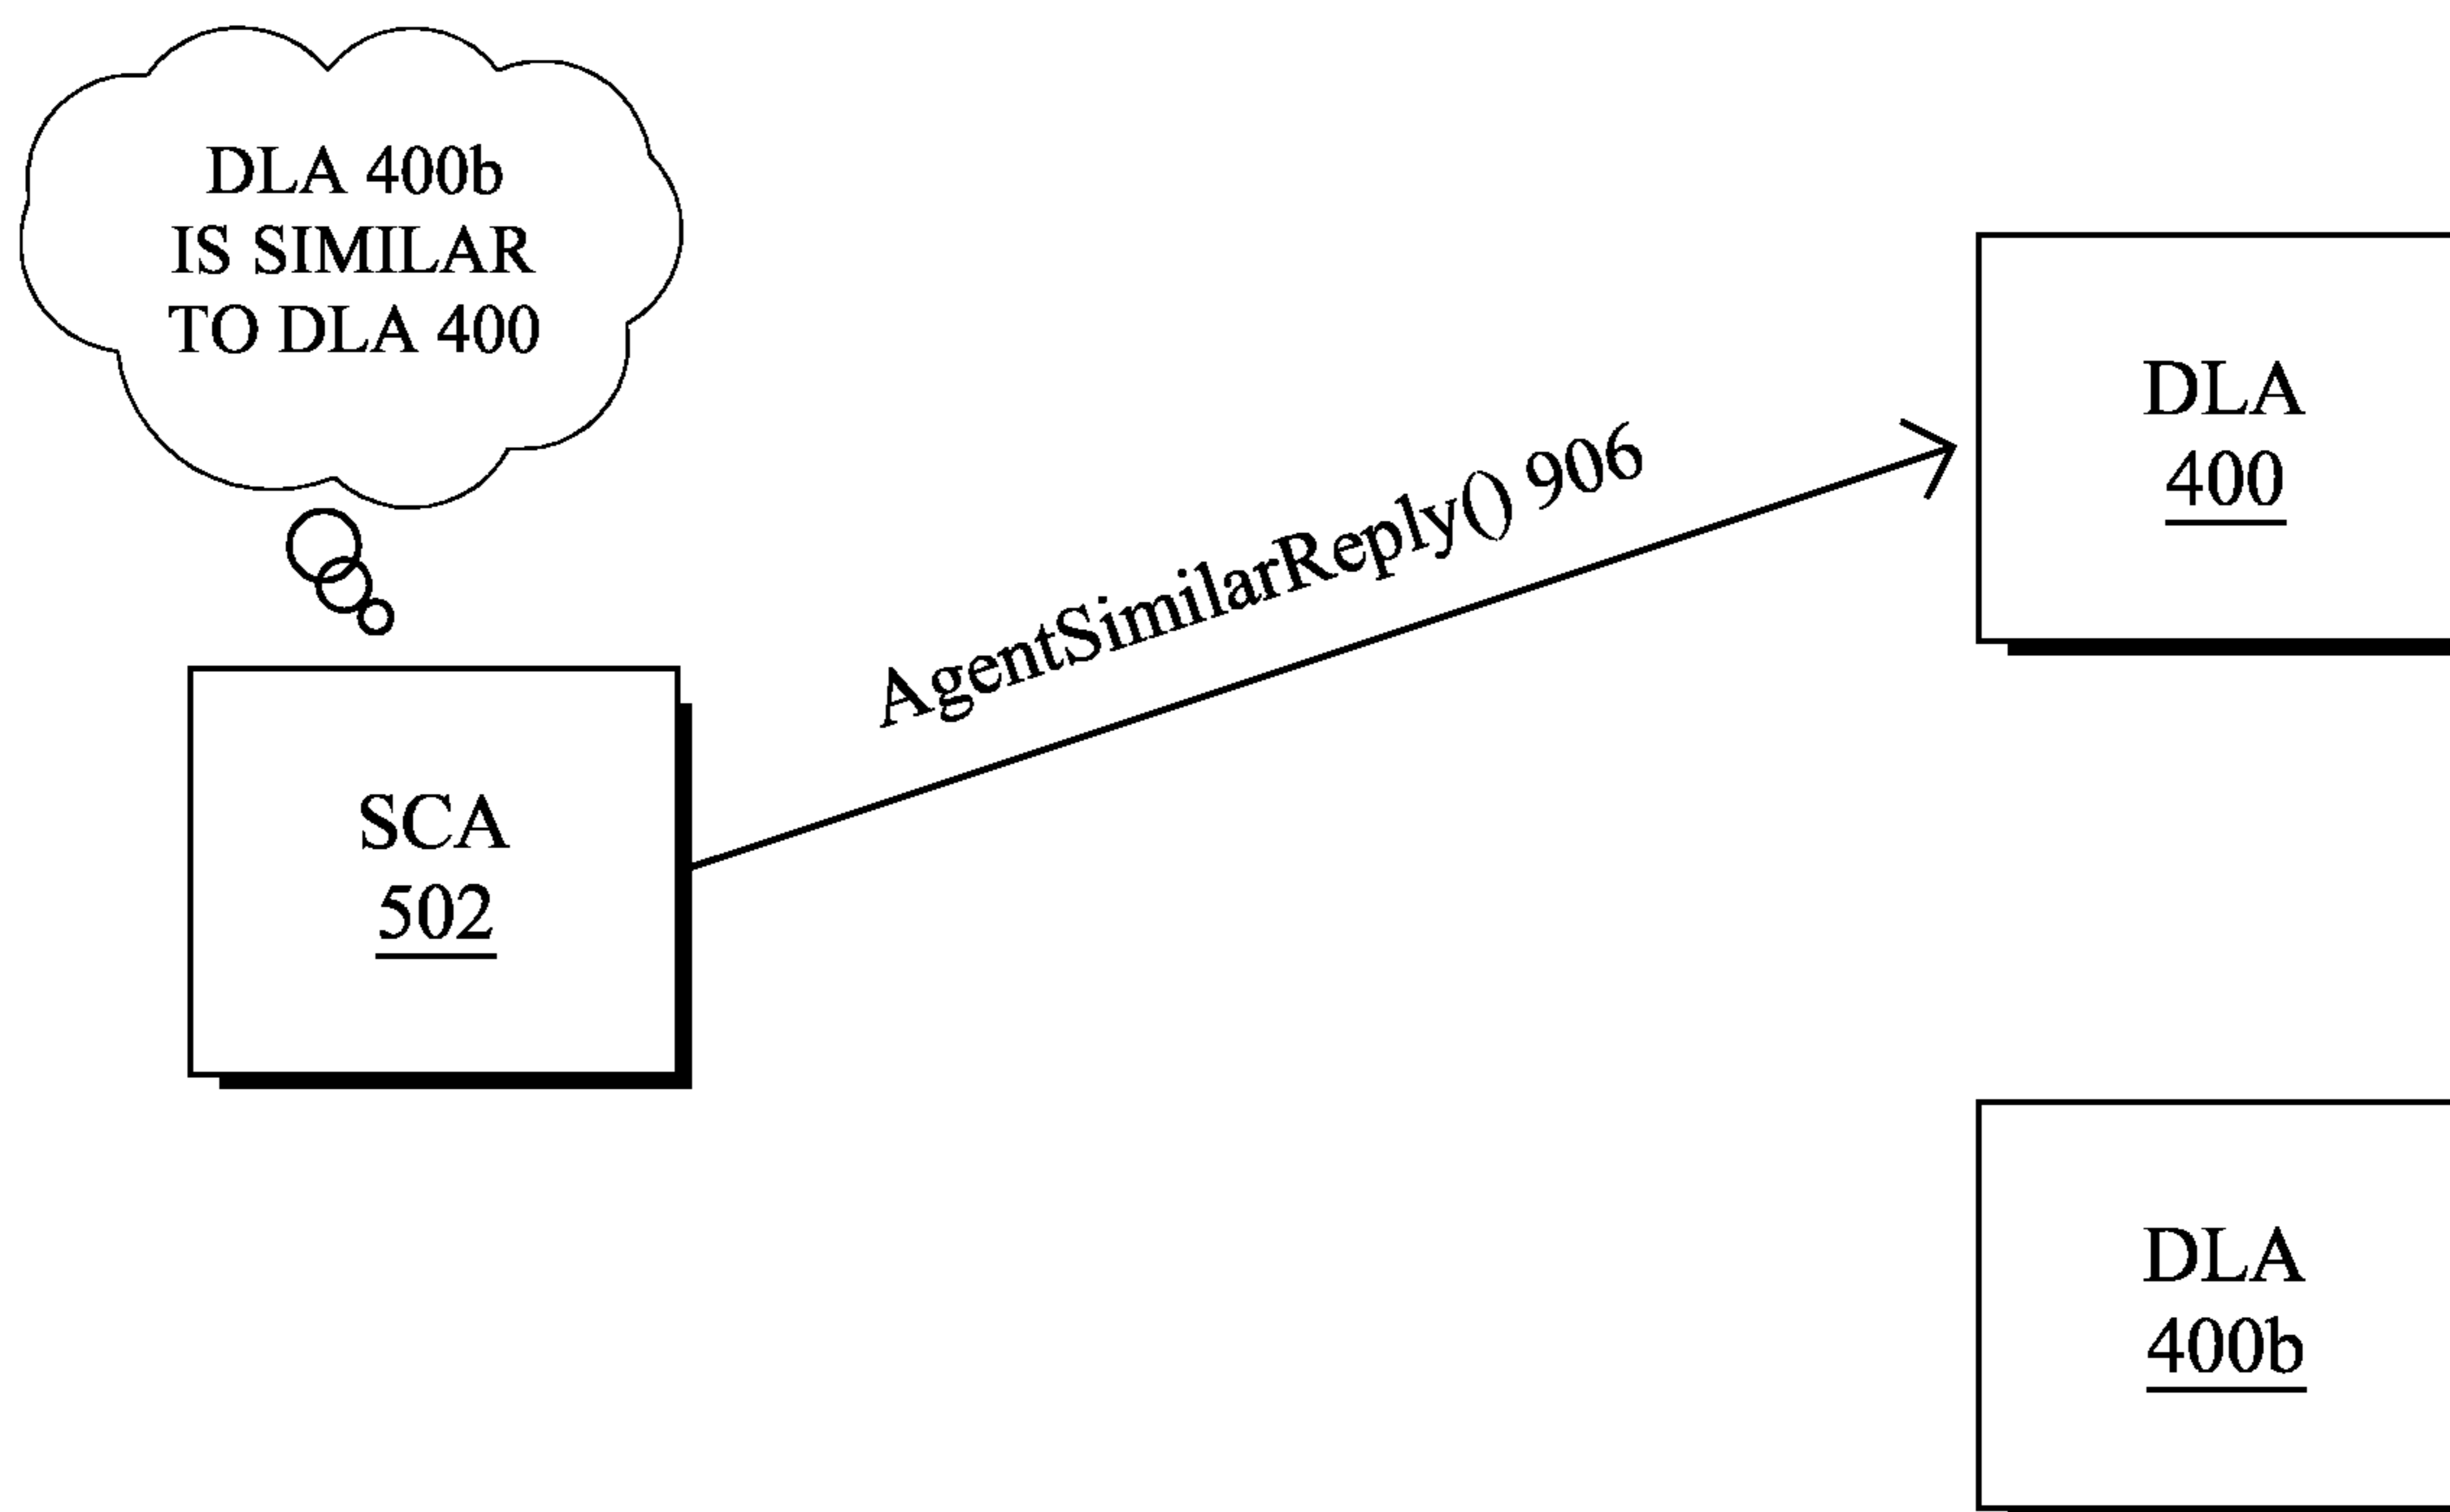 DLA 400b
IS SIMILAR
TO DLA 400
AgentSimilarReply() 906
DLA
400
SCA
502
DLA
400b